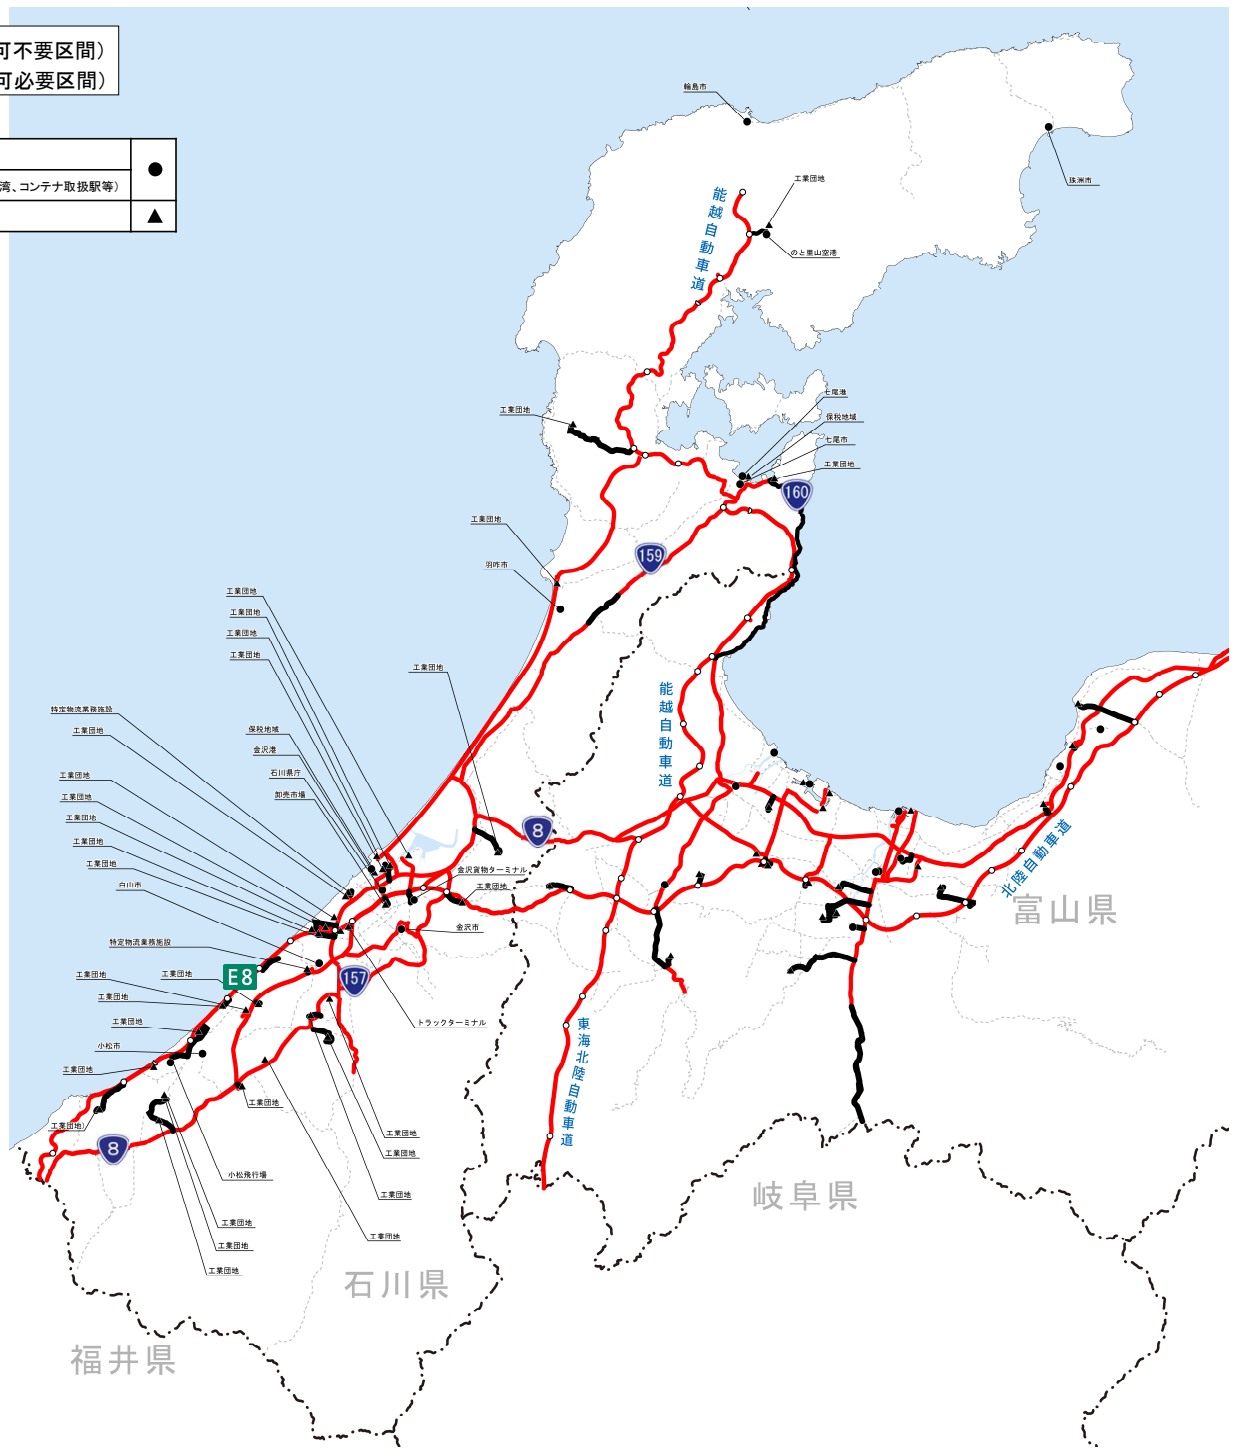 可不要区間)
可必要区間)
湾、コンテナ取扱駅等)
輪島市
珠洲市
能越自動車道
工業団地
のと里山空港
七尾港
保税地域
七尾市
工業団地
工業団地
160
工業団地
159
羽咋市
工業団地
工業団地
工業団地
工業団地
工業団地
能越自動車道
特定物流業務施設
工業団地
保税地域
金沢港
石川県庁
卸売市場
工業団地
工業団地
工業団地
工業団地
工業団地
白山市
8
金沢貨物ターミナル
工業団地
北陸自動車道
富山県
金沢市
特定物流業務施設
E8
157
工業団地
工業団地
工業団地
工業団地
トラックターミナル
小松市
工業団地
東海北陸自動車道
工業団地
工業団地)
8
工業団地
工業団地
小松飛行場
工業団地
岐阜県
工業団地
工業団地
工業団地
工業団地
石川県
福井県